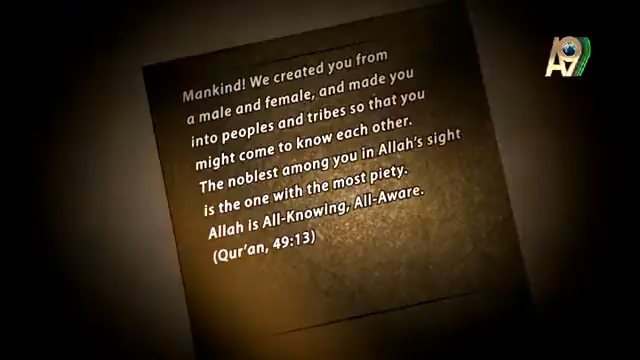 A9
Mankind! We created you from
a male and female, and made you
into peoples and tribes so that you
might come to know each other.
The noblest among you in Allah's sight
is the one with the most piety.
Allah is All-Knowing, All-Aware.
(Qur'an, 49:13)